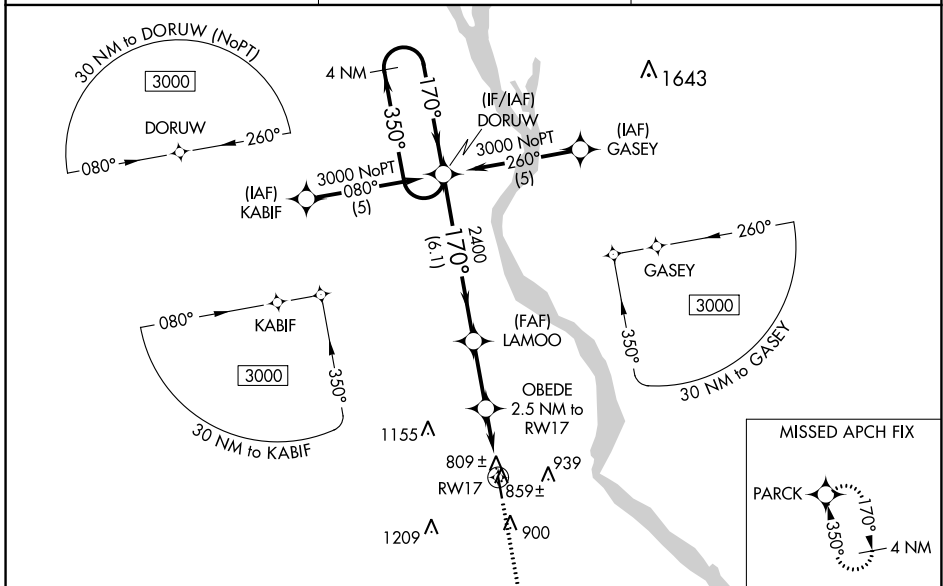 30 NM to DORUW (NoPT)
3000
DORUW
080°
260°
4 NM
350°
170°
(IF/IAF)
DORUW
1643
(IAF)
GASEY
3000 NoPT
260°
(5)
3000 NoPT
080°
(5)
(IAF)
KABIF
2400
170°
(6.1)
260°
GASEY
3000
350°
30 NM to GASEY
080°
KABIF
3000
350°
30 NM to KABIF
(FAF)
LAMOO
OBEDE
2.5 NM to
RW17
1155
809 ±
939
RW17
859 ±
1209
900
MISSED APCH FIX
PARCK
170°
350°
4 NM